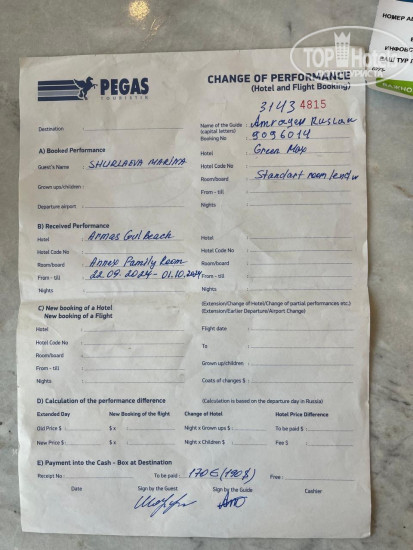 НОМЕР
TOPHotel
PEGAS
TOURISTIK
CHANGE OF PERFORMANCE
(Hotel and Flight Booking)
3143 4815
Destination
Name of the Guide : Amrayev Ruslan
(capital letters)
Booking No : 9096014
A) Booked Performance
Hotel Green Max
Guest's Name SHURLAEVA MARINA
Hotel Code No
Grown ups/children:
Room/board Standart room/end w
From – till
Departure airport :
Nights
B) Received Performance
Hotel Armas Gul Beach
Hotel
Hotel Code No
Hotel Code No
Room/board Annex Family Room
Room/board
From – till 22.09.2024 - 01.10.2024
From – till
Nights
Nights
C) New booking of a Hotel
New booking of a Flight
(Extension/Change of Hotel/Change of partial performances etc.)
(Extension/Earlier Departure/Airport Change)
Hotel
Flight date :
Hotel Code No
To
Room/board
From – till
Grown up/children:
Nights
Costs of changes $ :
D) Calculation of the performance difference
(Calculation is based on the departure day in Russia)
Extended Day New Booking of the flight Change of Hotel Hotel Price Difference
Old Price $ : $ x Night x Grown ups $ : To be paid $ :
New Price $ : $ x Night x Children $ : Fee $
E) Payment into the Cash - Box at Destination
Receipt No : To be paid : 170 € (190 $) Free :
Date Sign by the Guest Sign by the Guide Cashier